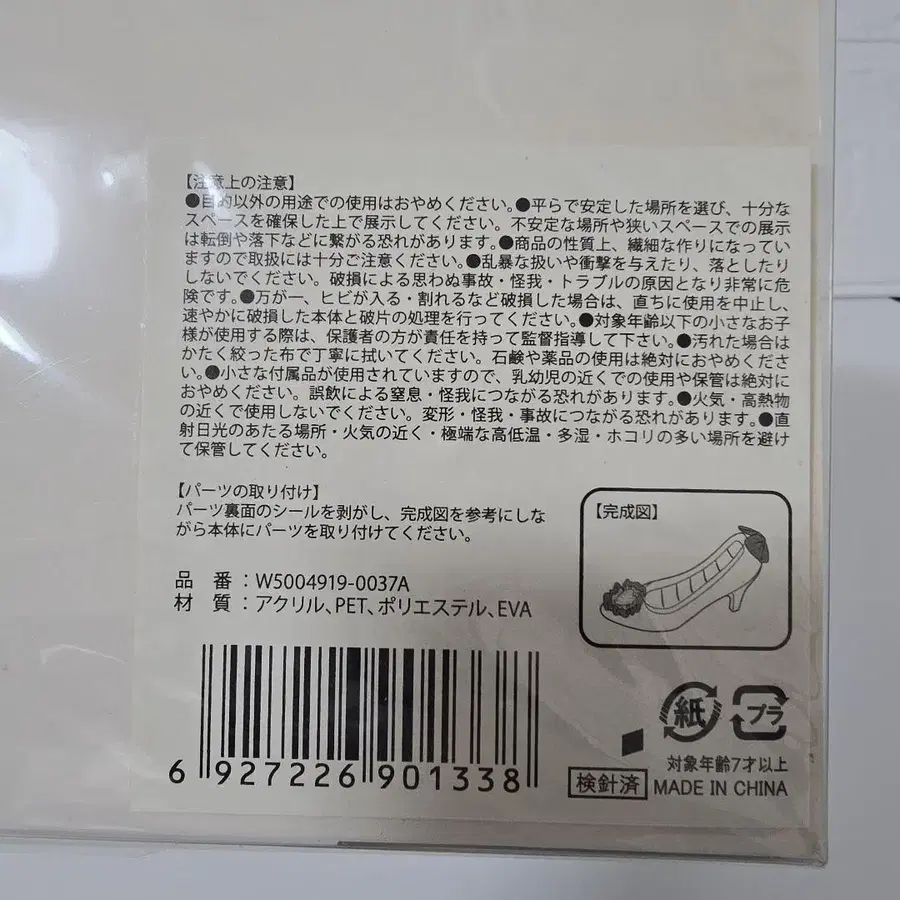 【注意上の注意】
●目的以外の用途での使用はおやめください。●平らで安定した場所を選び、十分な
スペースを確保した上で展示してください。不安定な場所や狭いスペースでの展示
は転倒や落下などに繋がる恐れがあります。●商品の性質上、繊細な作りになってい
ますので取扱には十分ご注意ください。●乱暴な扱いや衝撃を与えたり、落としたり
しないでください。破損による思わぬ事故・怪我・トラブルの原因となり非常に危
険です。●万が一、ヒビが入る・割れるなど破損した場合は、直ちに使用を中止し、
速やかに破損した本体と破片の処理を行ってください。●対象年齢以下の小さなお子
様が使用する際は、保護者の方が責任を持って監督指導して下さい。●汚れた場合は
かたく絞った布で丁寧に拭いてください。石鹸や薬品の使用は絶対におやめくださ
い。●小さな付属品が使用されていますので、乳幼児の近くでの使用や保管は絶対に
おやめください。誤飲による窒息・怪我につながる恐れがあります。●火気・高熱物
の近くで使用しないでください。変形・怪我・事故につながる恐れがあります。●直
射日光のあたる場所・火気の近く・極端な高低温・多湿・ホコリの多い場所を避け
て保管してください。
【パーツの取り付け】
パーツ裏面のシールを剥がし、完成図を参考にしな
がら本体にパーツを取り付けてください。
【完成図】
品 番：W5004919-0037A
材 質：アクリル、PET、ポリエステル、EVA
6 927226 901338
紙
プラ
対象年齢7才以上
検針済 MADE IN CHINA